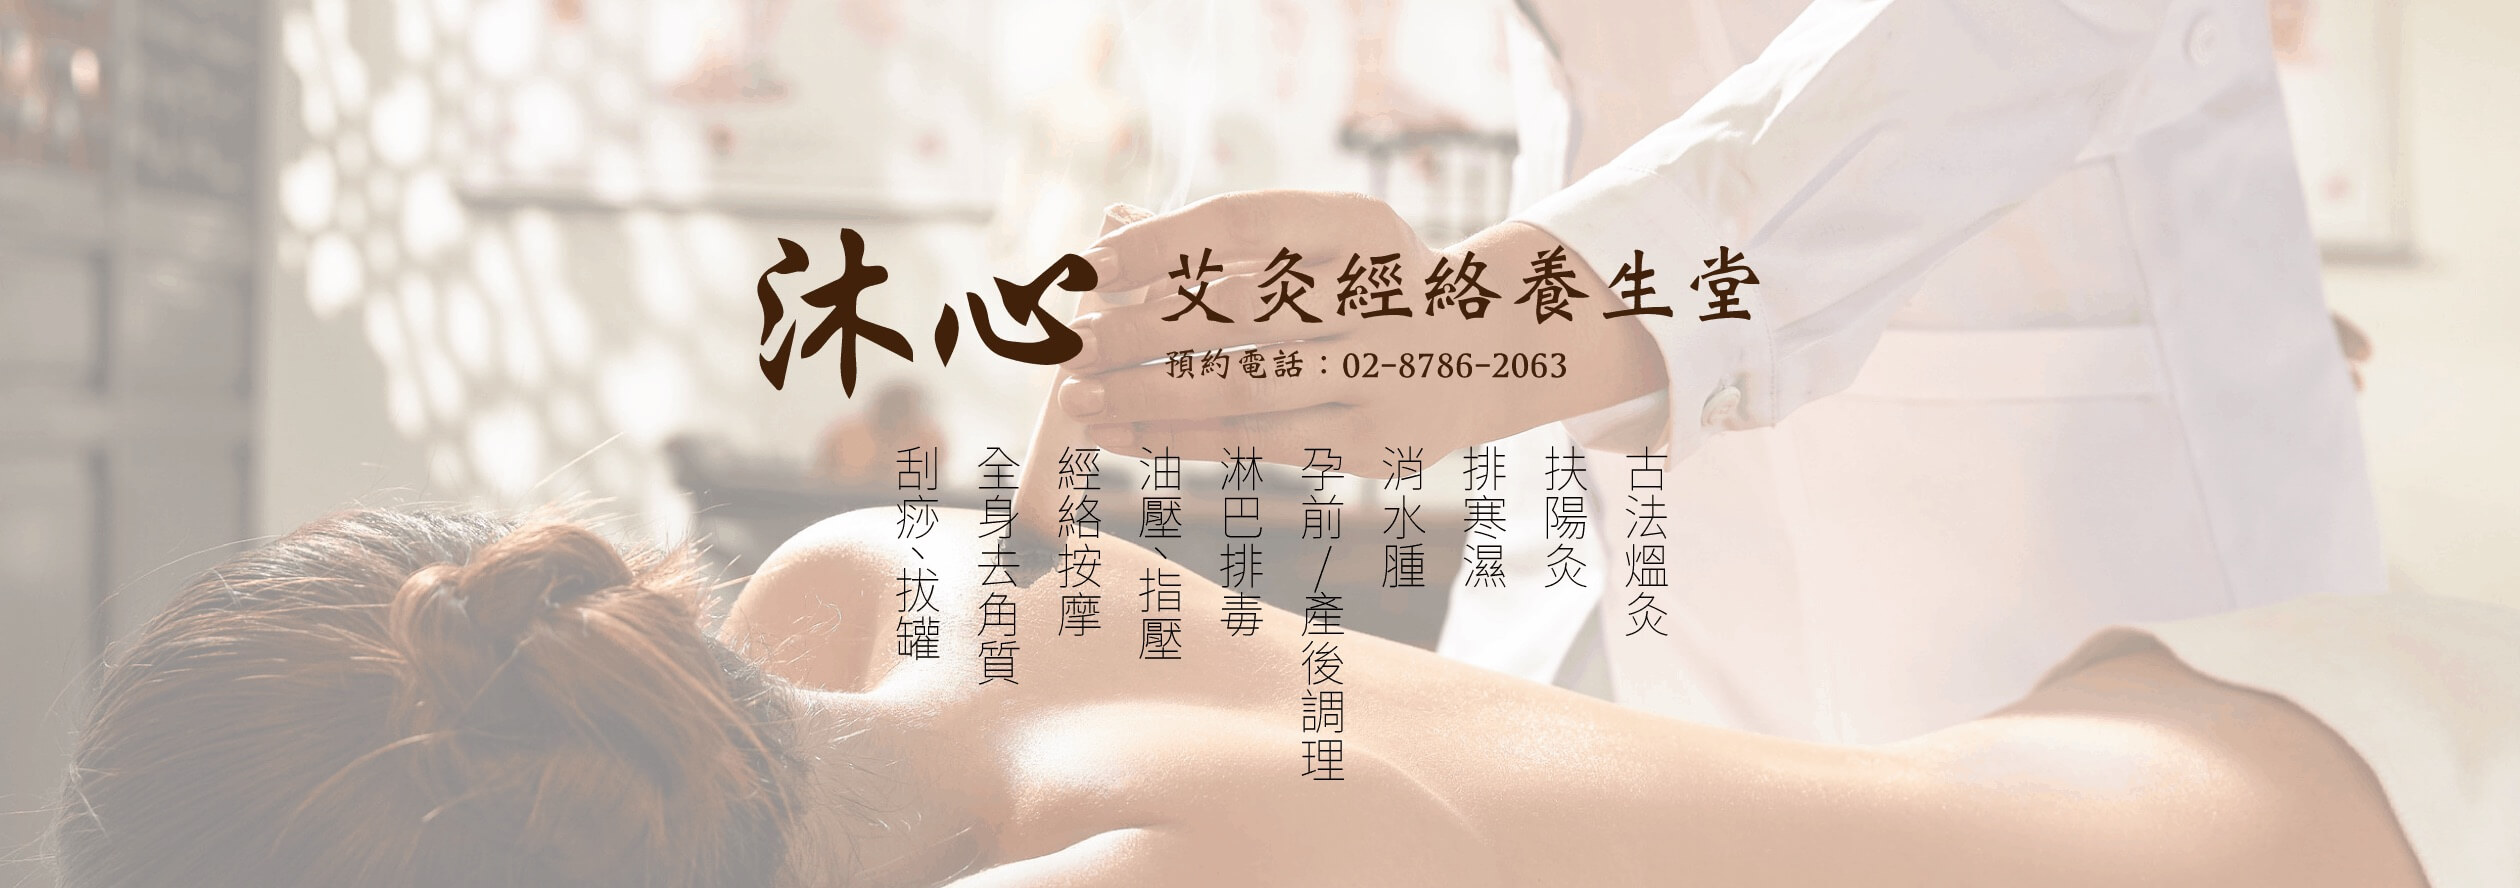 沐心
艾灸經絡養生堂
預約電話：02-8786-2063
古法熅灸
扶陽灸
排寒濕
消水腫
孕前/產後調理
淋巴排毒
油壓、指壓
經絡按摩
全身去角質
刮痧、拔罐